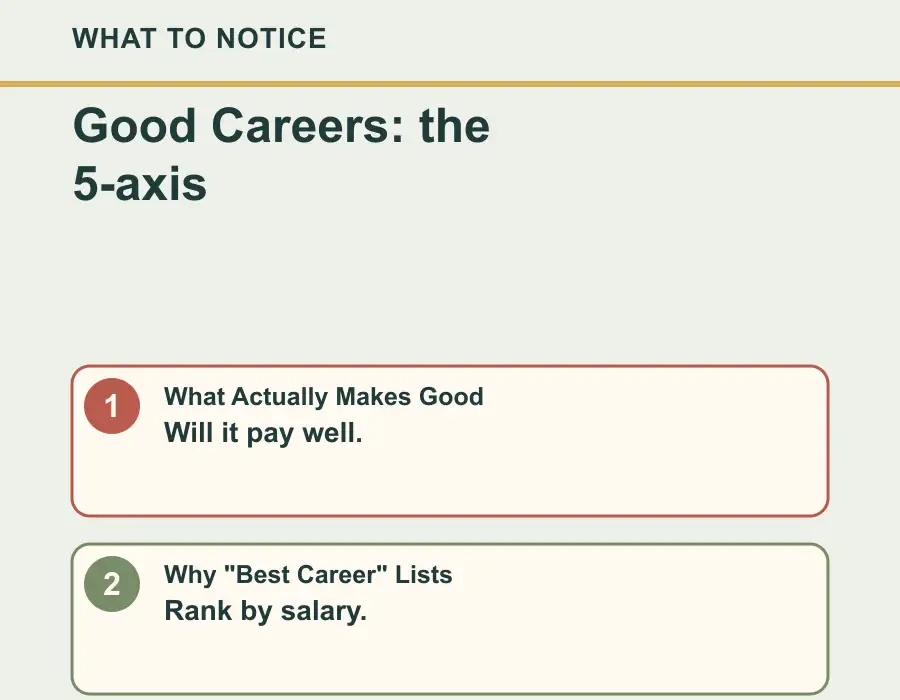 WHAT TO NOTICE
Good Careers: the
5-axis
1
What Actually Makes Good
Will it pay well.
2
Why "Best Career" Lists
Rank by salary.